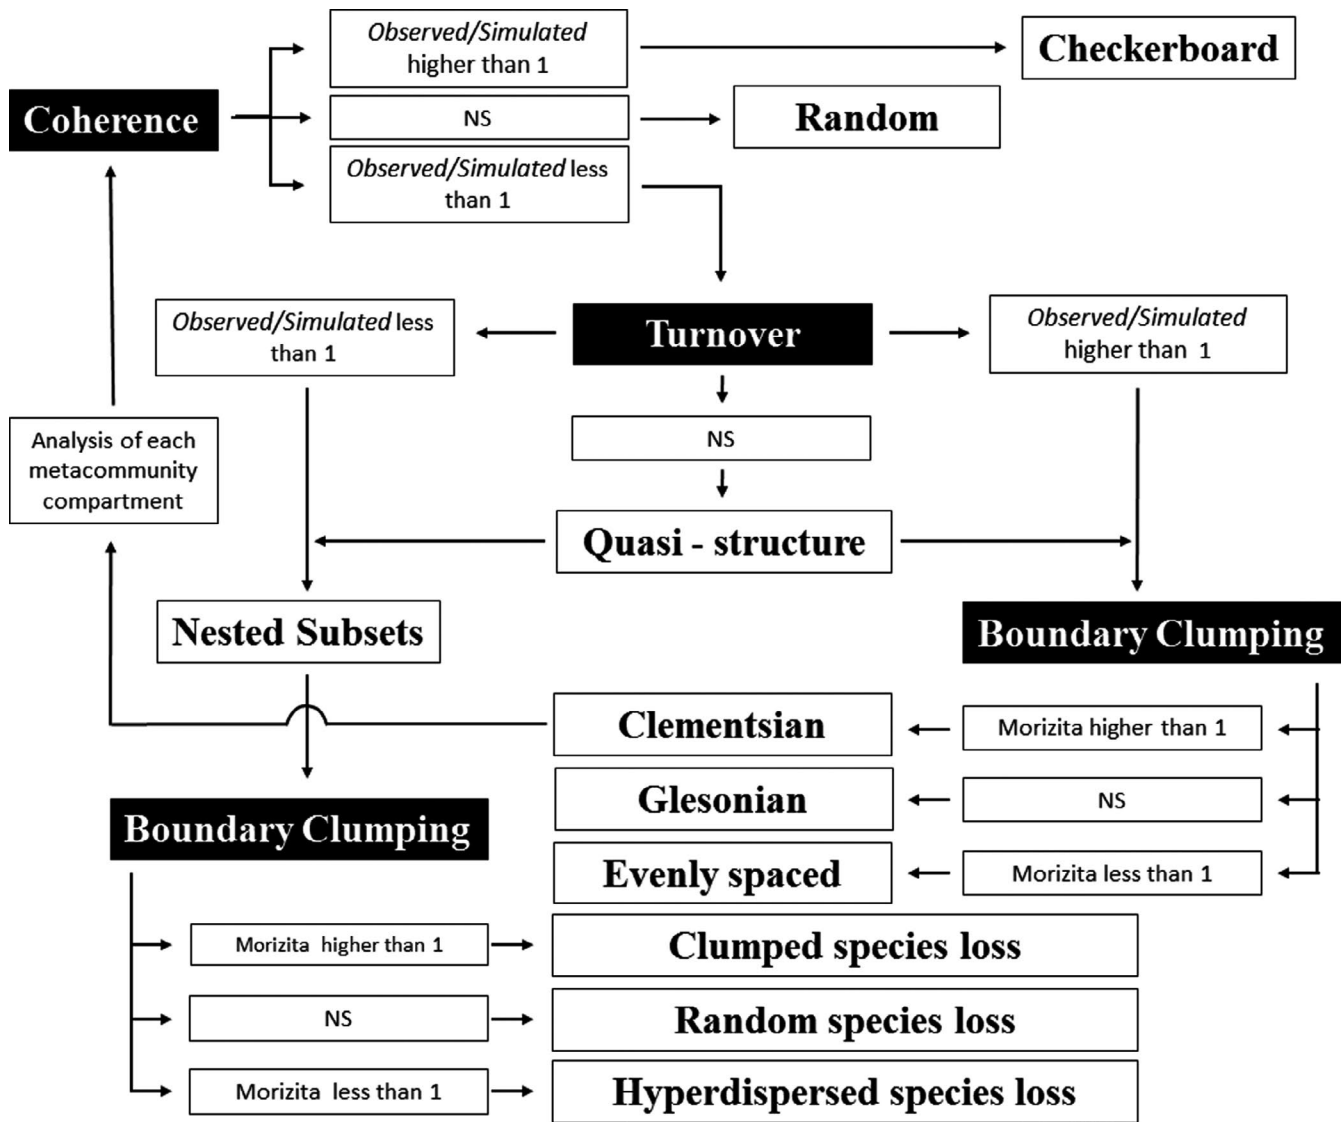 Observed/Simulated
higher than 1
Checkerboard
Coherence
NS
Random
Observed/Simulated less
than 1
Observed/Simulated less
than 1
Turnover
Observed/Simulated
higher than 1
Analysis of each
metacommunity
compartment
NS
Quasi - structure
Nested Subsets
Boundary Clumping
Clementsian
Morizita higher than 1
Glesonian
NS
Evenly spaced
Morizita less than 1
Boundary Clumping
Morizita higher than 1
Clumped species loss
NS
Random species loss
Morizita less than 1
Hyperdispersed species loss